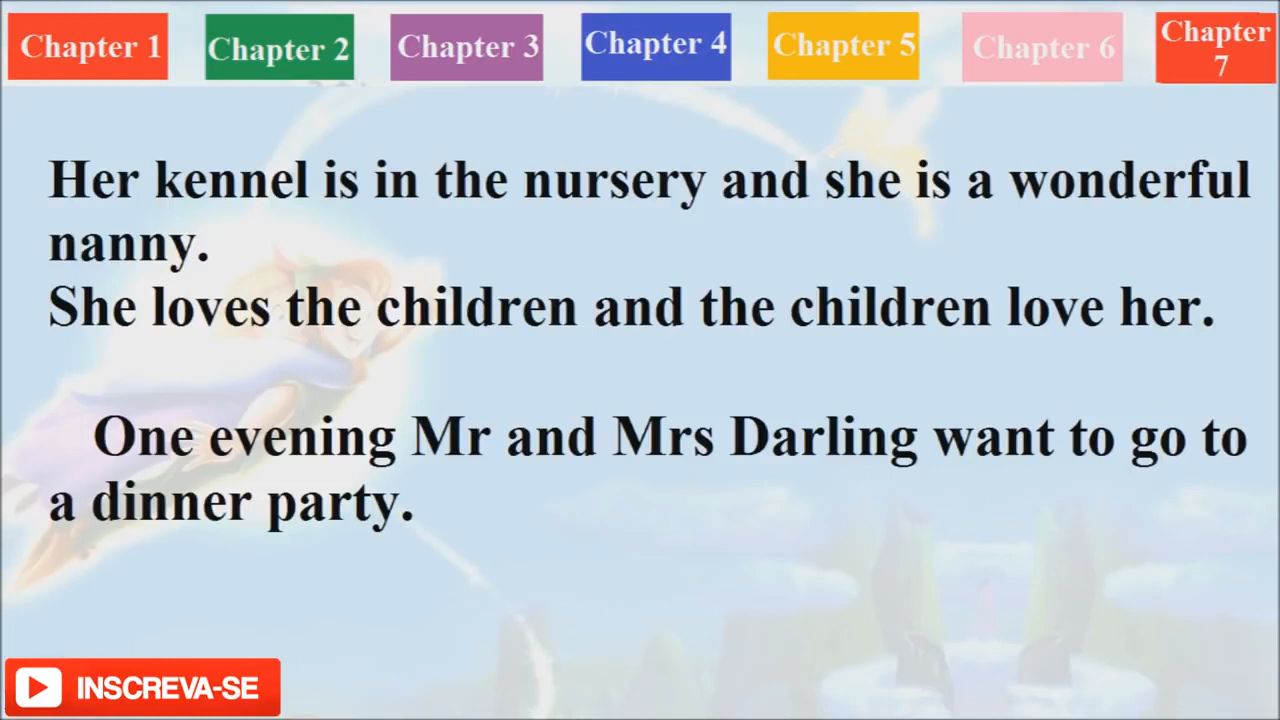 Chapter 1
Chapter 2
Chapter 3
Chapter 4
Chapter 5
Chapter 6
Chapter
7
Her kennel is in the nursery and she is a wonderful
nanny.
She loves the children and the children love her.
One evening Mr and Mrs Darling want to go to
a dinner party.
INSCREVA-SE